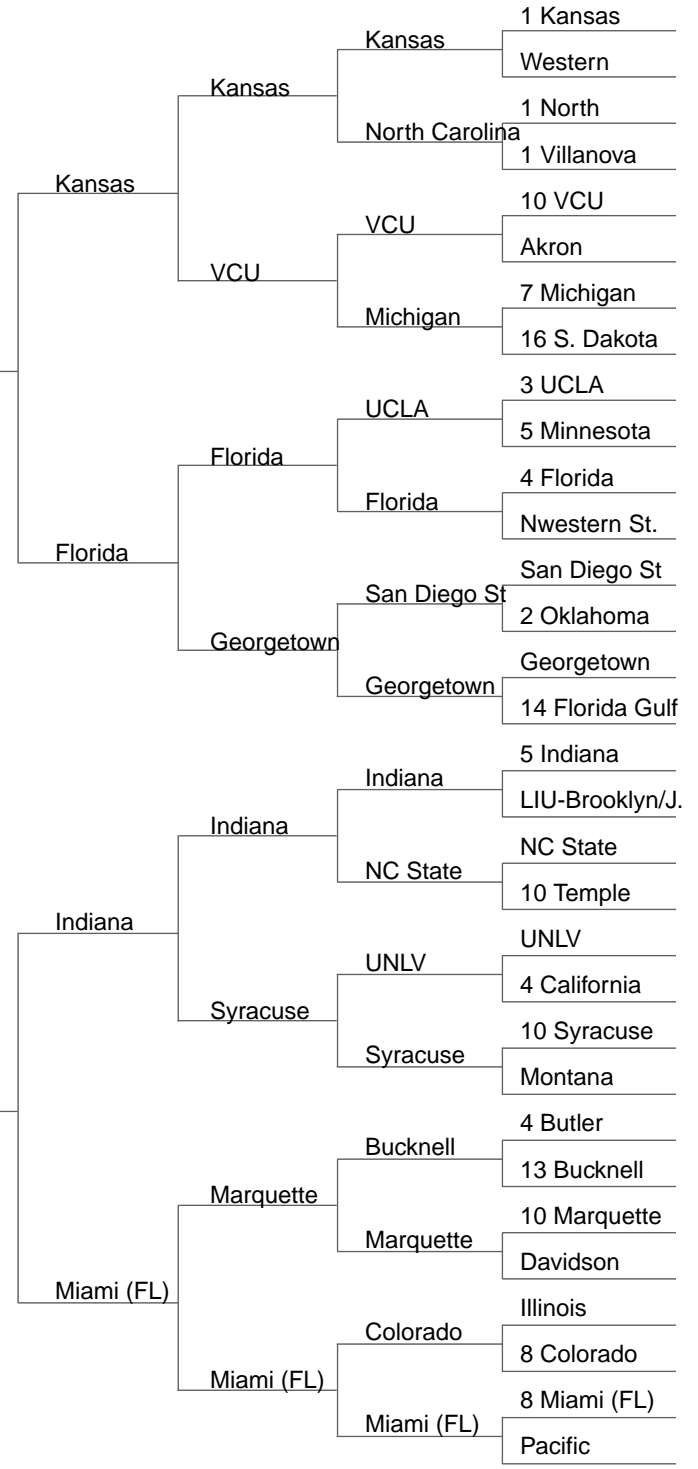 1 Kansas
Kansas
Western
Kansas
1 North
North Carolina
1 Villanova
Kansas
10 VCU
VCU
Akron
VCU
7 Michigan
Michigan
16 S. Dakota
3 UCLA
UCLA
5 Minnesota
Florida
4 Florida
Florida
Nwestern St.
Florida
San Diego St
San Diego St
2 Oklahoma
Georgetown
Georgetown
Georgetown
14 Florida Gulf
5 Indiana
Indiana
LIU-Brooklyn/J.
Indiana
NC State
NC State
10 Temple
Indiana
UNLV
UNLV
4 California
Syracuse
10 Syracuse
Syracuse
Montana
4 Butler
Bucknell
13 Bucknell
Marquette
10 Marquette
Marquette
Davidson
Miami (FL)
Illinois
Colorado
8 Colorado
Miami (FL)
8 Miami (FL)
Miami (FL)
Pacific